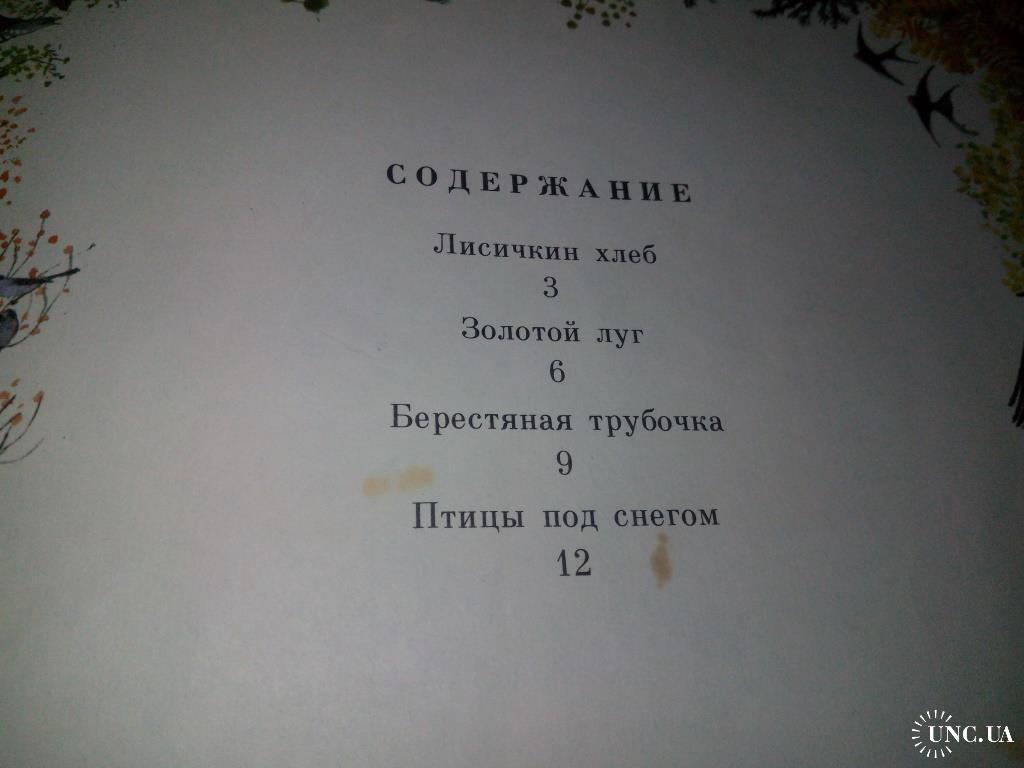 СОДЕРЖАНИЕ
Лисичкин хлеб
3
Золотой луг
6
Берестяная трубочка
9
Птицы под снегом
12
UNC.UA